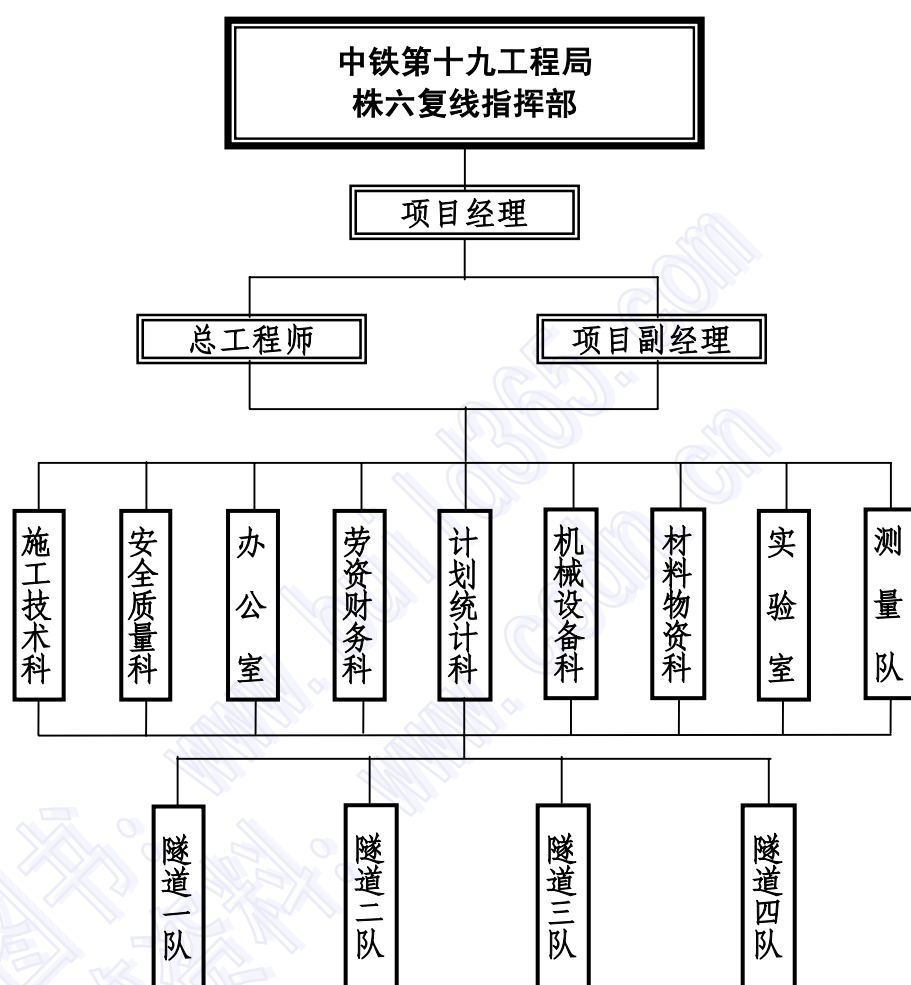 中铁第十九工程局
株六复线指挥部
项目经理
总工程师
项目副经理
施工技术科
安全质量科
办公室
劳资财务科
计划统计科
机械设备科
材料物资科
实验室
测量队
隧道一队
隧道二队
隧道三队
隧道四队